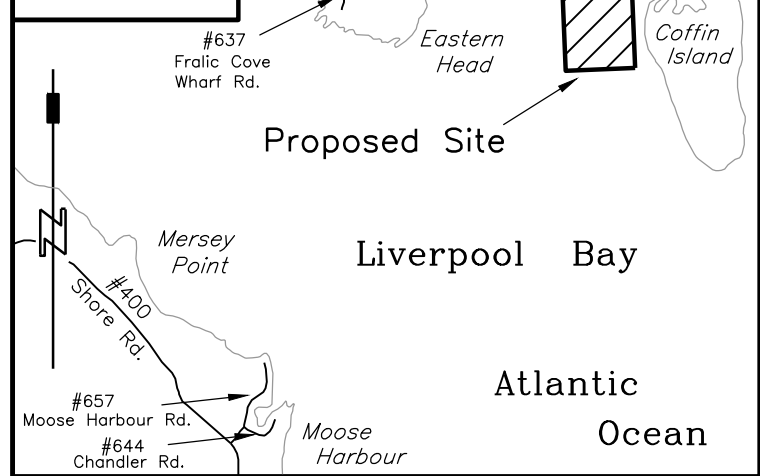 #637
Fralic Cove
Wharf Rd.
Eastern
Head
Coffin
Island
Proposed Site
Mersey
Point
Liverpool Bay
#400
Shore Rd.
Atlantic
Ocean
#657
Moose Harbour Rd.
#644
Chandler Rd.
Moose
Harbour
N